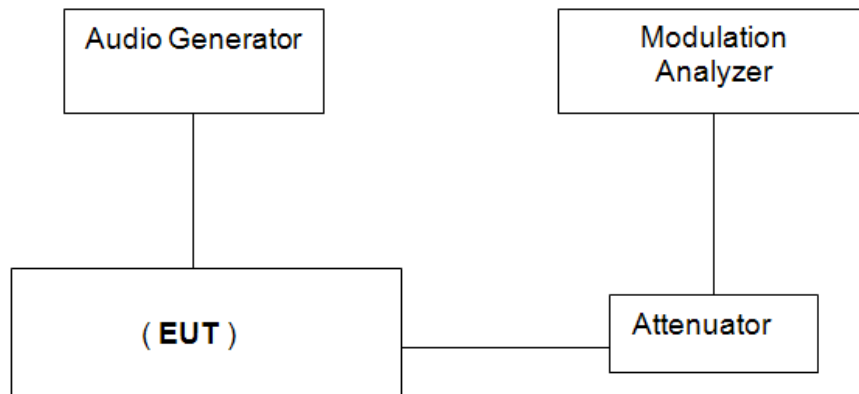 Audio Generator
Modulation
Analyzer
( EUT )
Attenuator